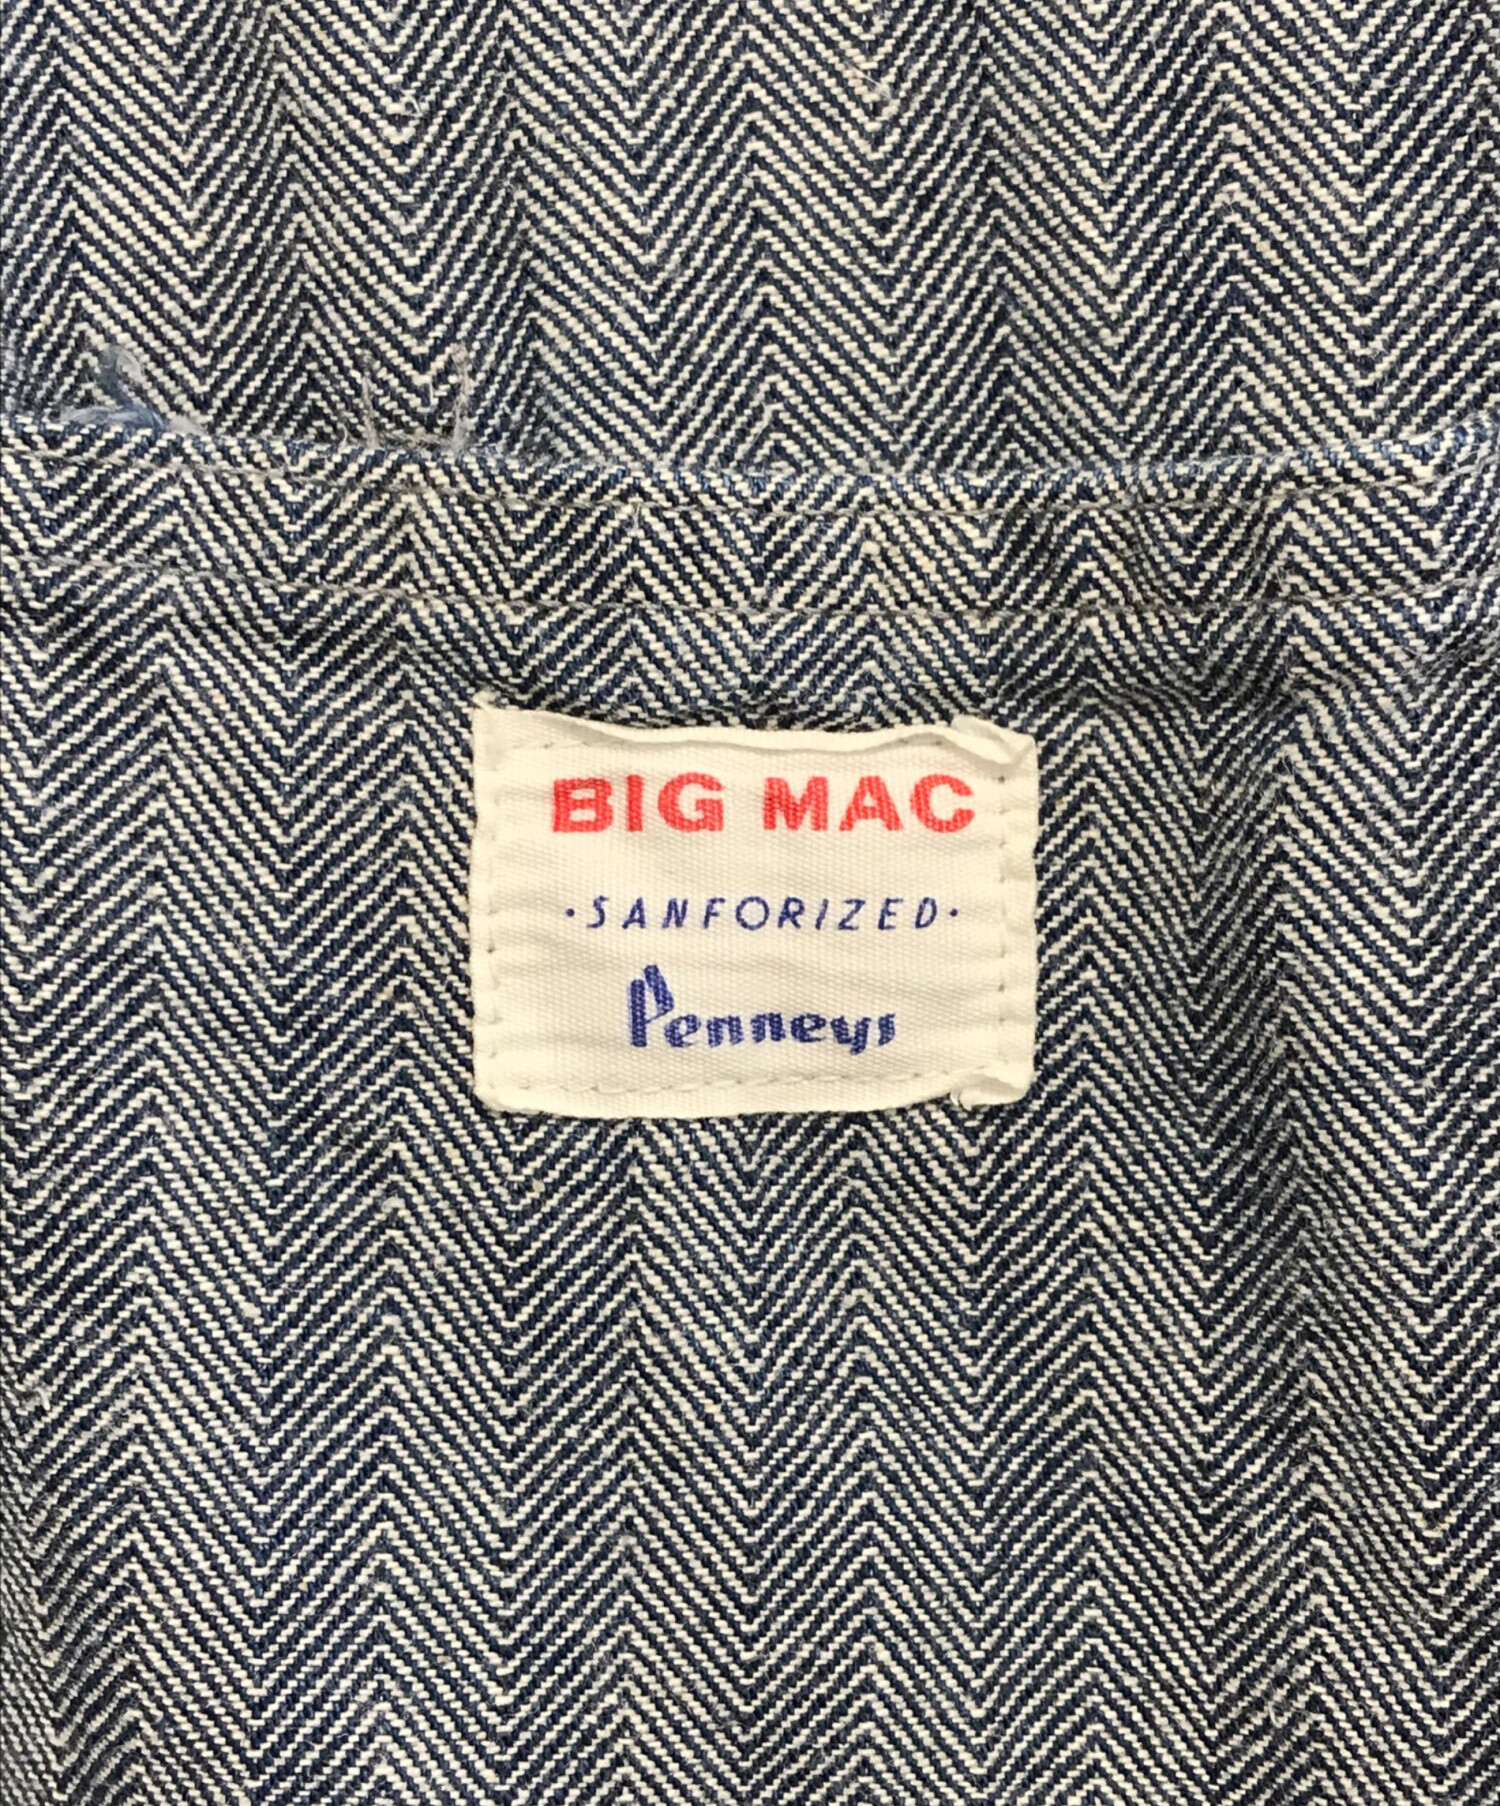 BIG MAC
·SANFORIZED·
Penneys